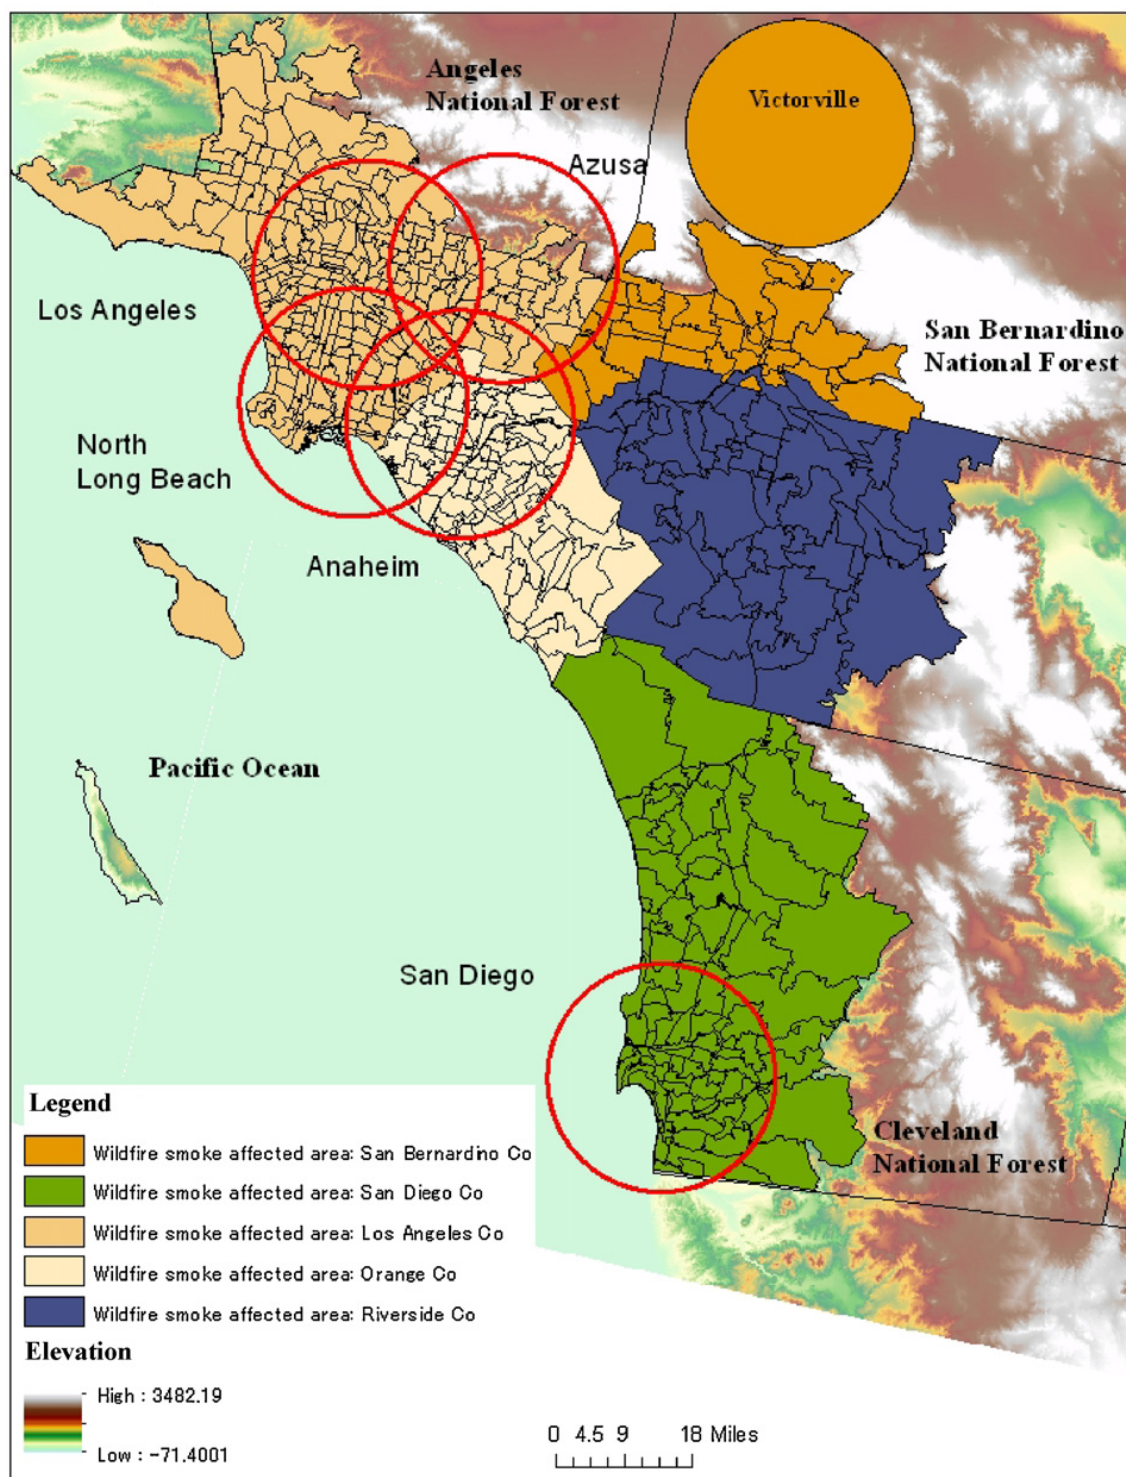 Angeles
National Forest
Victorville
Azusa
Los Angeles
San Bernardino
National Forest
North
Long Beach
Anaheim
Pacific Ocean
San Diego
Cleveland
National Forest
Legend
Wildfire smoke affected area: San Bernardino Co
Wildfire smoke affected area: San Diego Co
Wildfire smoke affected area: Los Angeles Co
Wildfire smoke affected area: Orange Co
Wildfire smoke affected area: Riverside Co
Elevation
High : 3482.19
Low : -71.4001
0 4.5 9 18 Miles